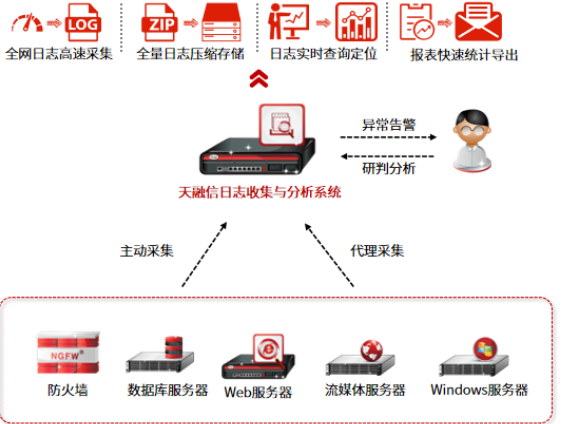 LOG
ZIP
全网日志高速采集
全量日志压缩存储
日志实时查询定位
报表快速统计导出
异常告警
研判分析
天融信日志收集与分析系统
主动采集
代理采集
NGFW®
防火墙
数据库服务器
Web服务器
流媒体服务器
Windows服务器